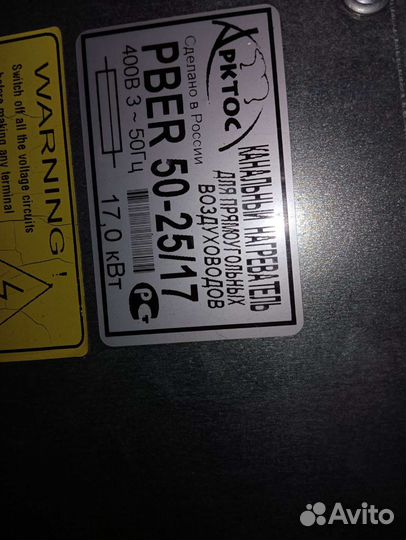 Арктос
КАНАЛЬНЫЙ НАГРЕВАТЕЛЬ
ДЛЯ ПРЯМОУГОЛЬНЫХ
ВОЗДУХОВОДОВ
Сделано в России
PBER 50-25/17
400В 3 ~ 50Гц
17,0 кВт
РСТ
WARNING !
Switch off all the voltage circuits
before making any terminal
Avito